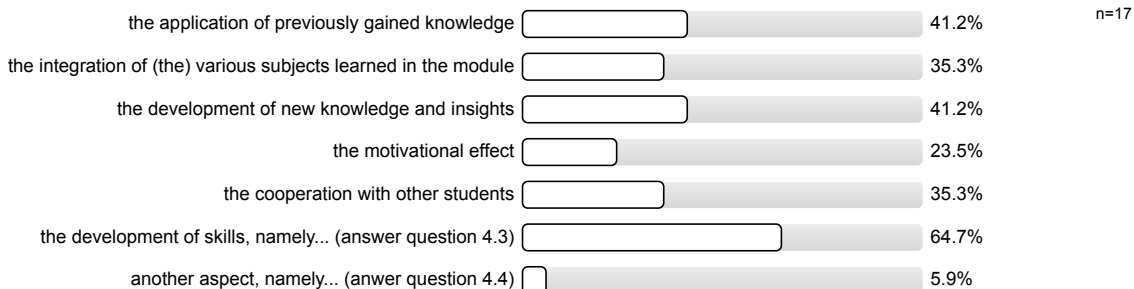 the application of previously gained knowledge 41.2% n=17
the integration of (the) various subjects learned in the module 35.3%
the development of new knowledge and insights 41.2%
the motivational effect 23.5%
the cooperation with other students 35.3%
the development of skills, namely... (answer question 4.3) 64.7%
another aspect, namely... (anwer question 4.4) 5.9%